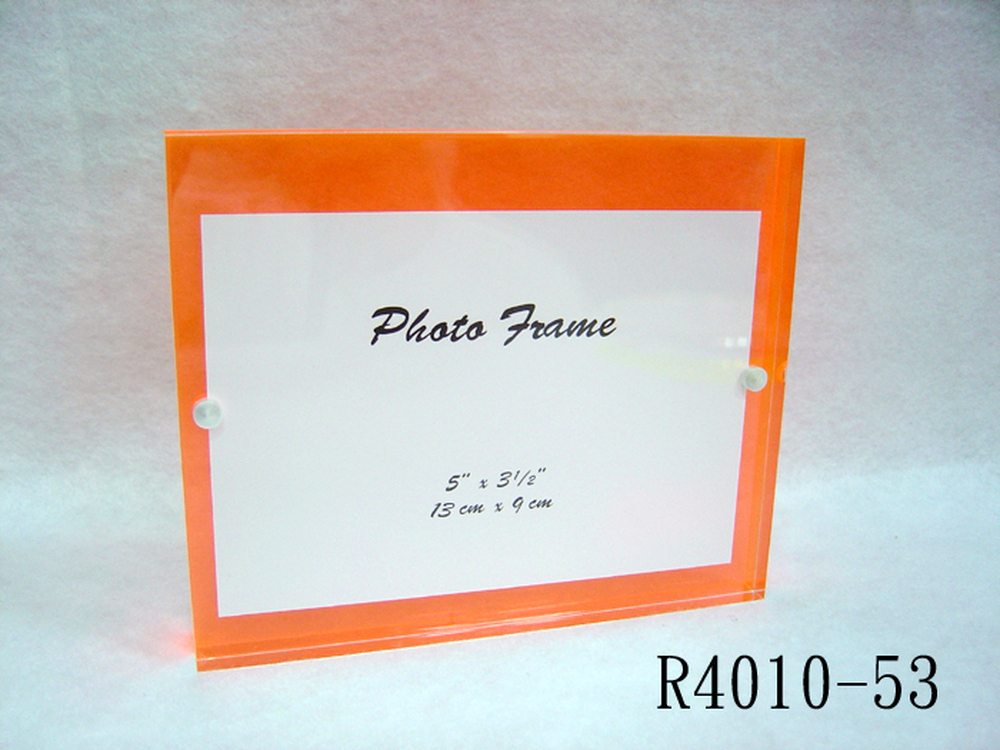 Photo Frame
5" x 3 1/2"
13 cm x 9 cm
R4010-53